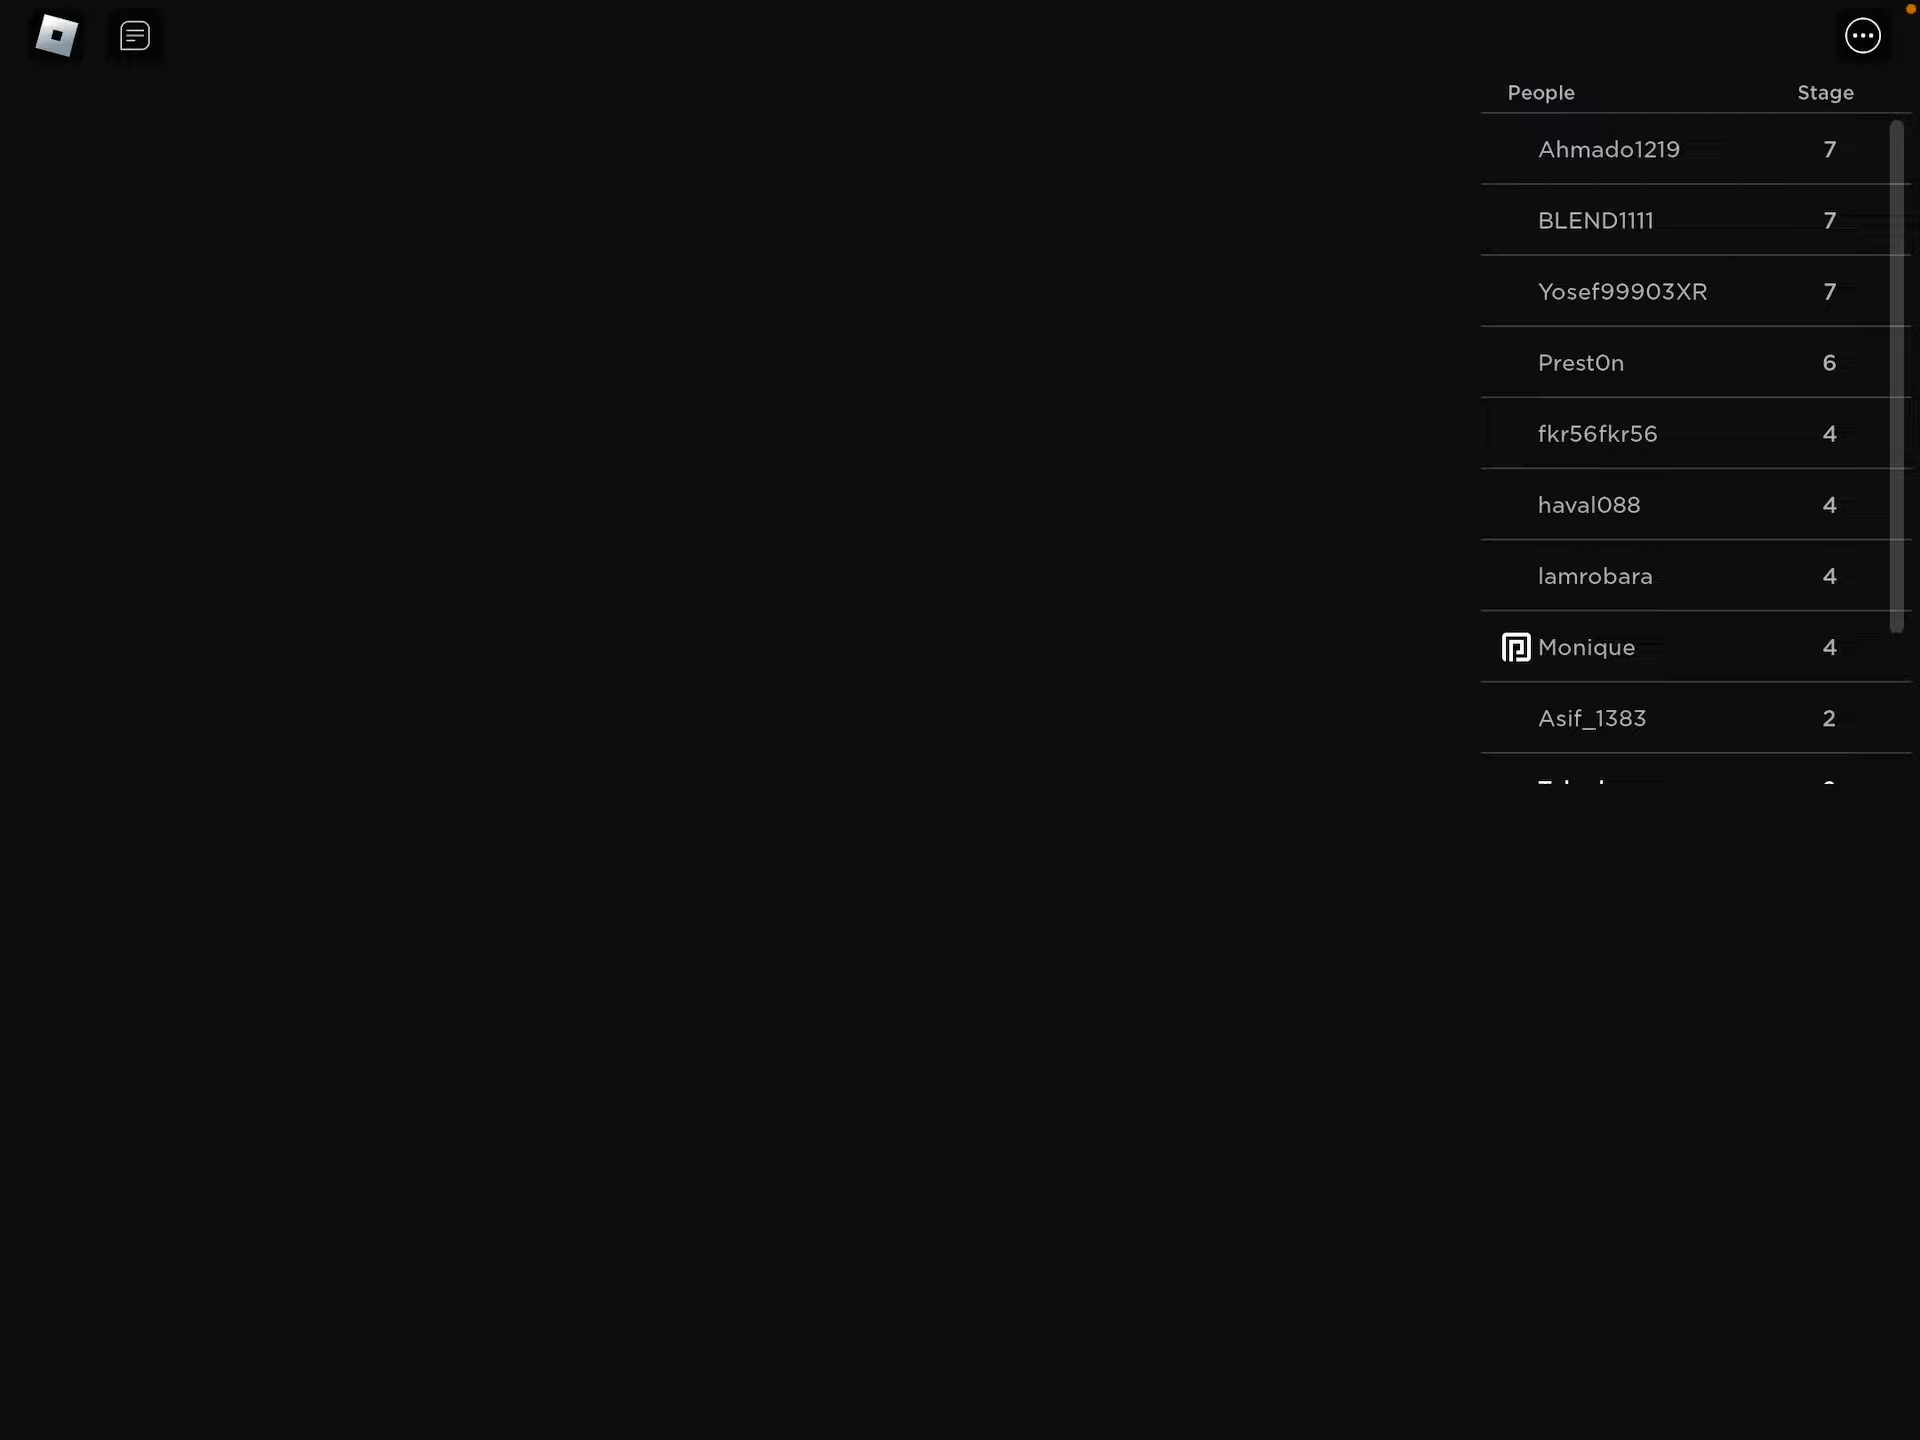 People Stage
Ahmado1219 7
BLEND1111 7
Yosef99903XR 7
Prest0n 6
fkr56fkr56 4
haval088 4
lamrobara 4
Monique 4
Asif_1383 2